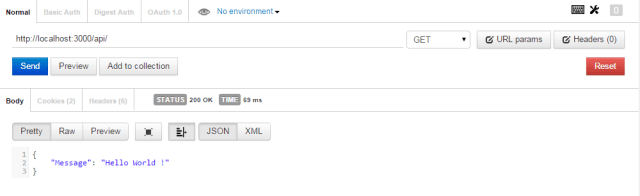 Normal Basic Auth Digest Auth OAuth 1.0 No environment 0
http://localhost:3000/api/ GET URL params Headers (0)
Send Preview Add to collection Reset
Body Cookies (2) Headers (6) STATUS 200 OK TIME 69 ms
Pretty Raw Preview JSON XML
1 {
2 "Message": "Hello World !"
3 }